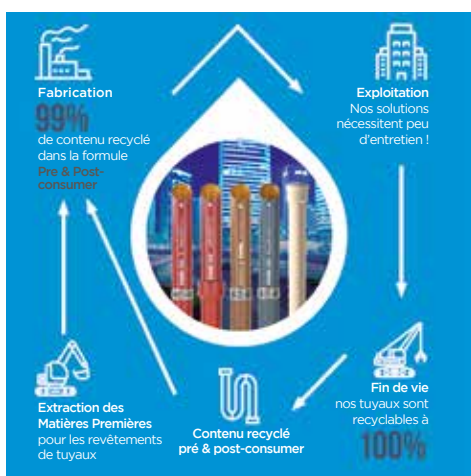 Fabrication
99%
de contenu recyclé
dans la formule
Pre & Post-
consumer
Exploitation
Nos solutions
nécessitent peu
d'entretien !
Extraction des
Matières Premières
pour les revêtements
de tuyaux
Contenu recyclé
pré & post-consumer
Fin de vie
nos tuyaux sont
recyclables à
100%